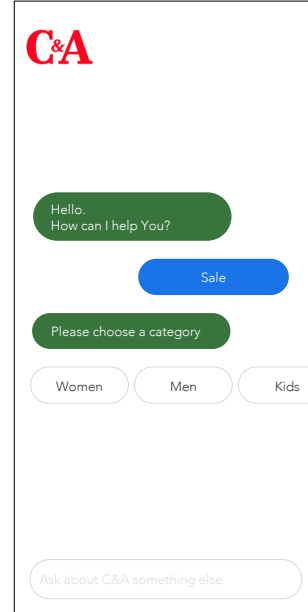 C&A
Hello.
How can I help You?
Sale
Please choose a category
Women Men Kids
Ask about C&A something else